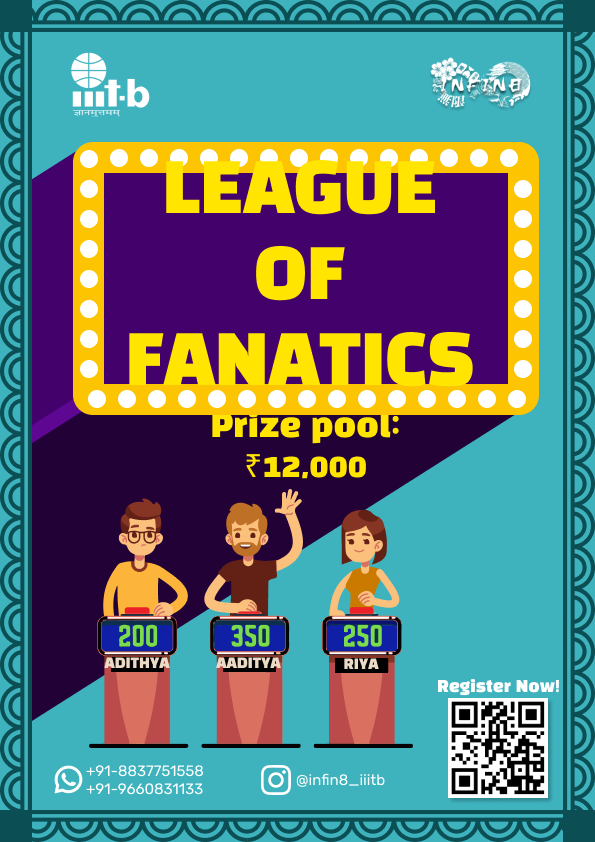 iiit-b
ज्ञानमुत्तमम्
INFIN8
LEAGUE
OF
FANATICS
Prize pool:
₹12,000
200
350
250
ADITHYA
AADITYA
RIYA
Register Now!
+91-8837751558
+91-9660831133
@infin8_iiitb